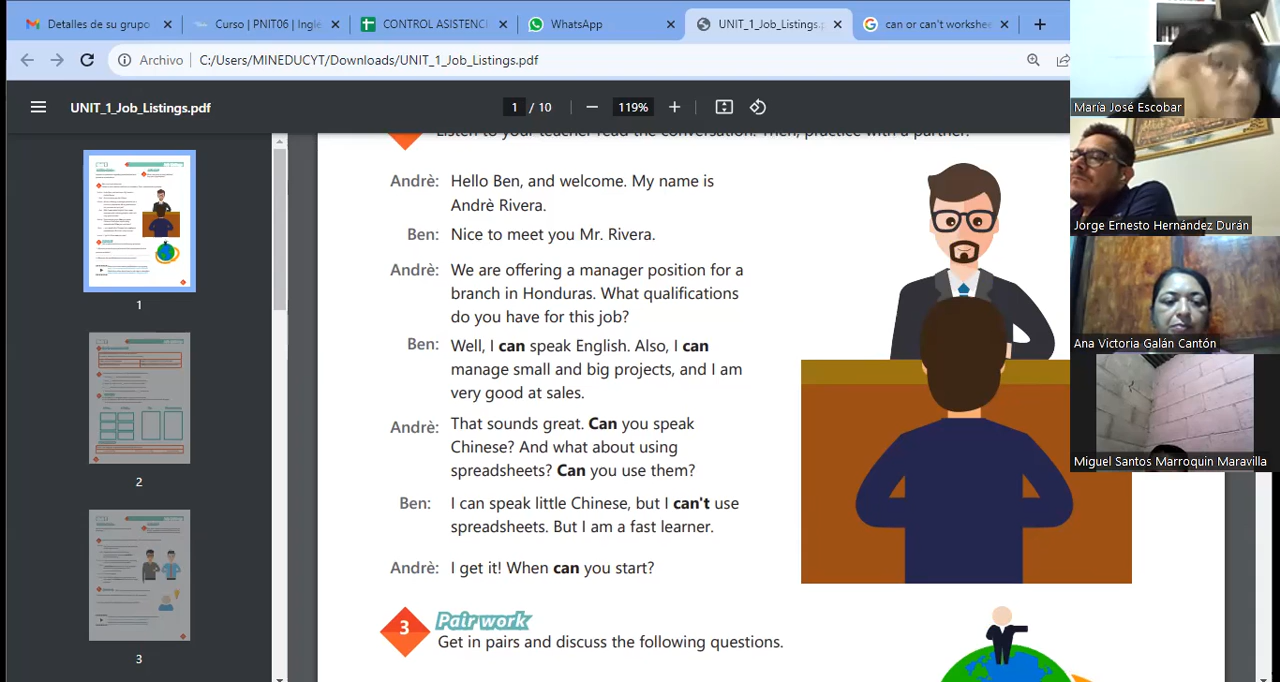 Detalles de su grupo
Curso | PNIT06 | Ingle
CONTROL ASISTENC
WhatsApp
UNIT_1_Job_Listings.p
can or can't workshe
Archivo
C:/Users/MINEDUCYT/Downloads/UNIT_1_Job_Listings.pdf
UNIT_1_Job_Listings.pdf
1 / 10
119%
Listen to your teacher read the conversation. Then, practice with a partner.
Andrè: Hello Ben, and welcome. My name is
Andrè Rivera.
Ben: Nice to meet you Mr. Rivera.
Andrè: We are offering a manager position for a
branch in Honduras. What qualifications
do you have for this job?
Ben: Well, I can speak English. Also, I can
manage small and big projects, and I am
very good at sales.
Andrè: That sounds great. Can you speak
Chinese? And what about using
spreadsheets? Can you use them?
Ben: I can speak little Chinese, but I can't use
spreadsheets. But I am a fast learner.
Andrè: I get it! When can you start?
3 Pair work
Get in pairs and discuss the following questions.
1
2
3
María José Escobar
Jorge Ernesto Hernández Durán
Ana Victoria Galán Cantón
Miguel Santos Marroquin Maravilla